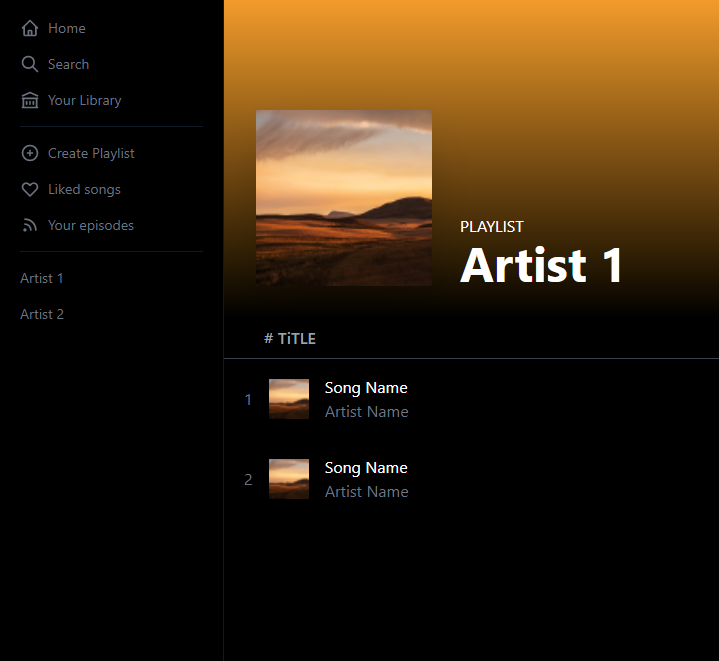 Home
Search
Your Library
Create Playlist
Liked songs
Your episodes
Artist 1
Artist 2
PLAYLIST
Artist 1
# TiTLE
1
Song Name
Artist Name
2
Song Name
Artist Name